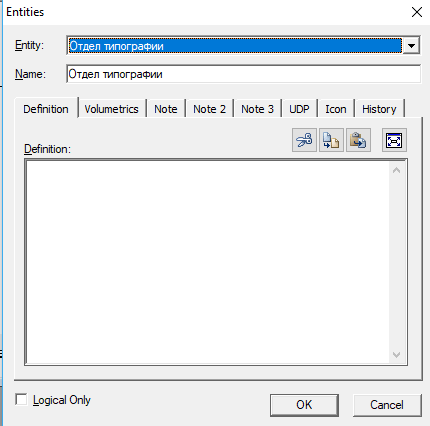 Entities
Entity: Отдел типографии
Name: Отдел типографии
Definition Volumetrics Note Note 2 Note 3 UDP Icon History
Definition:
Logical Only
OK Cancel